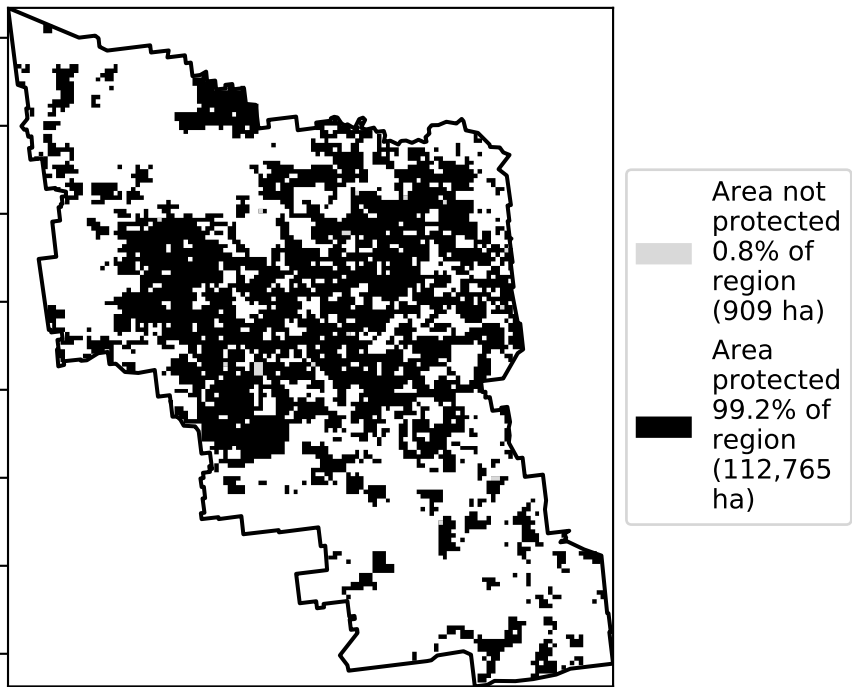 Area not
protected
0.8% of
region
(909 ha)
Area
protected
99.2% of
region
(112,765
ha)